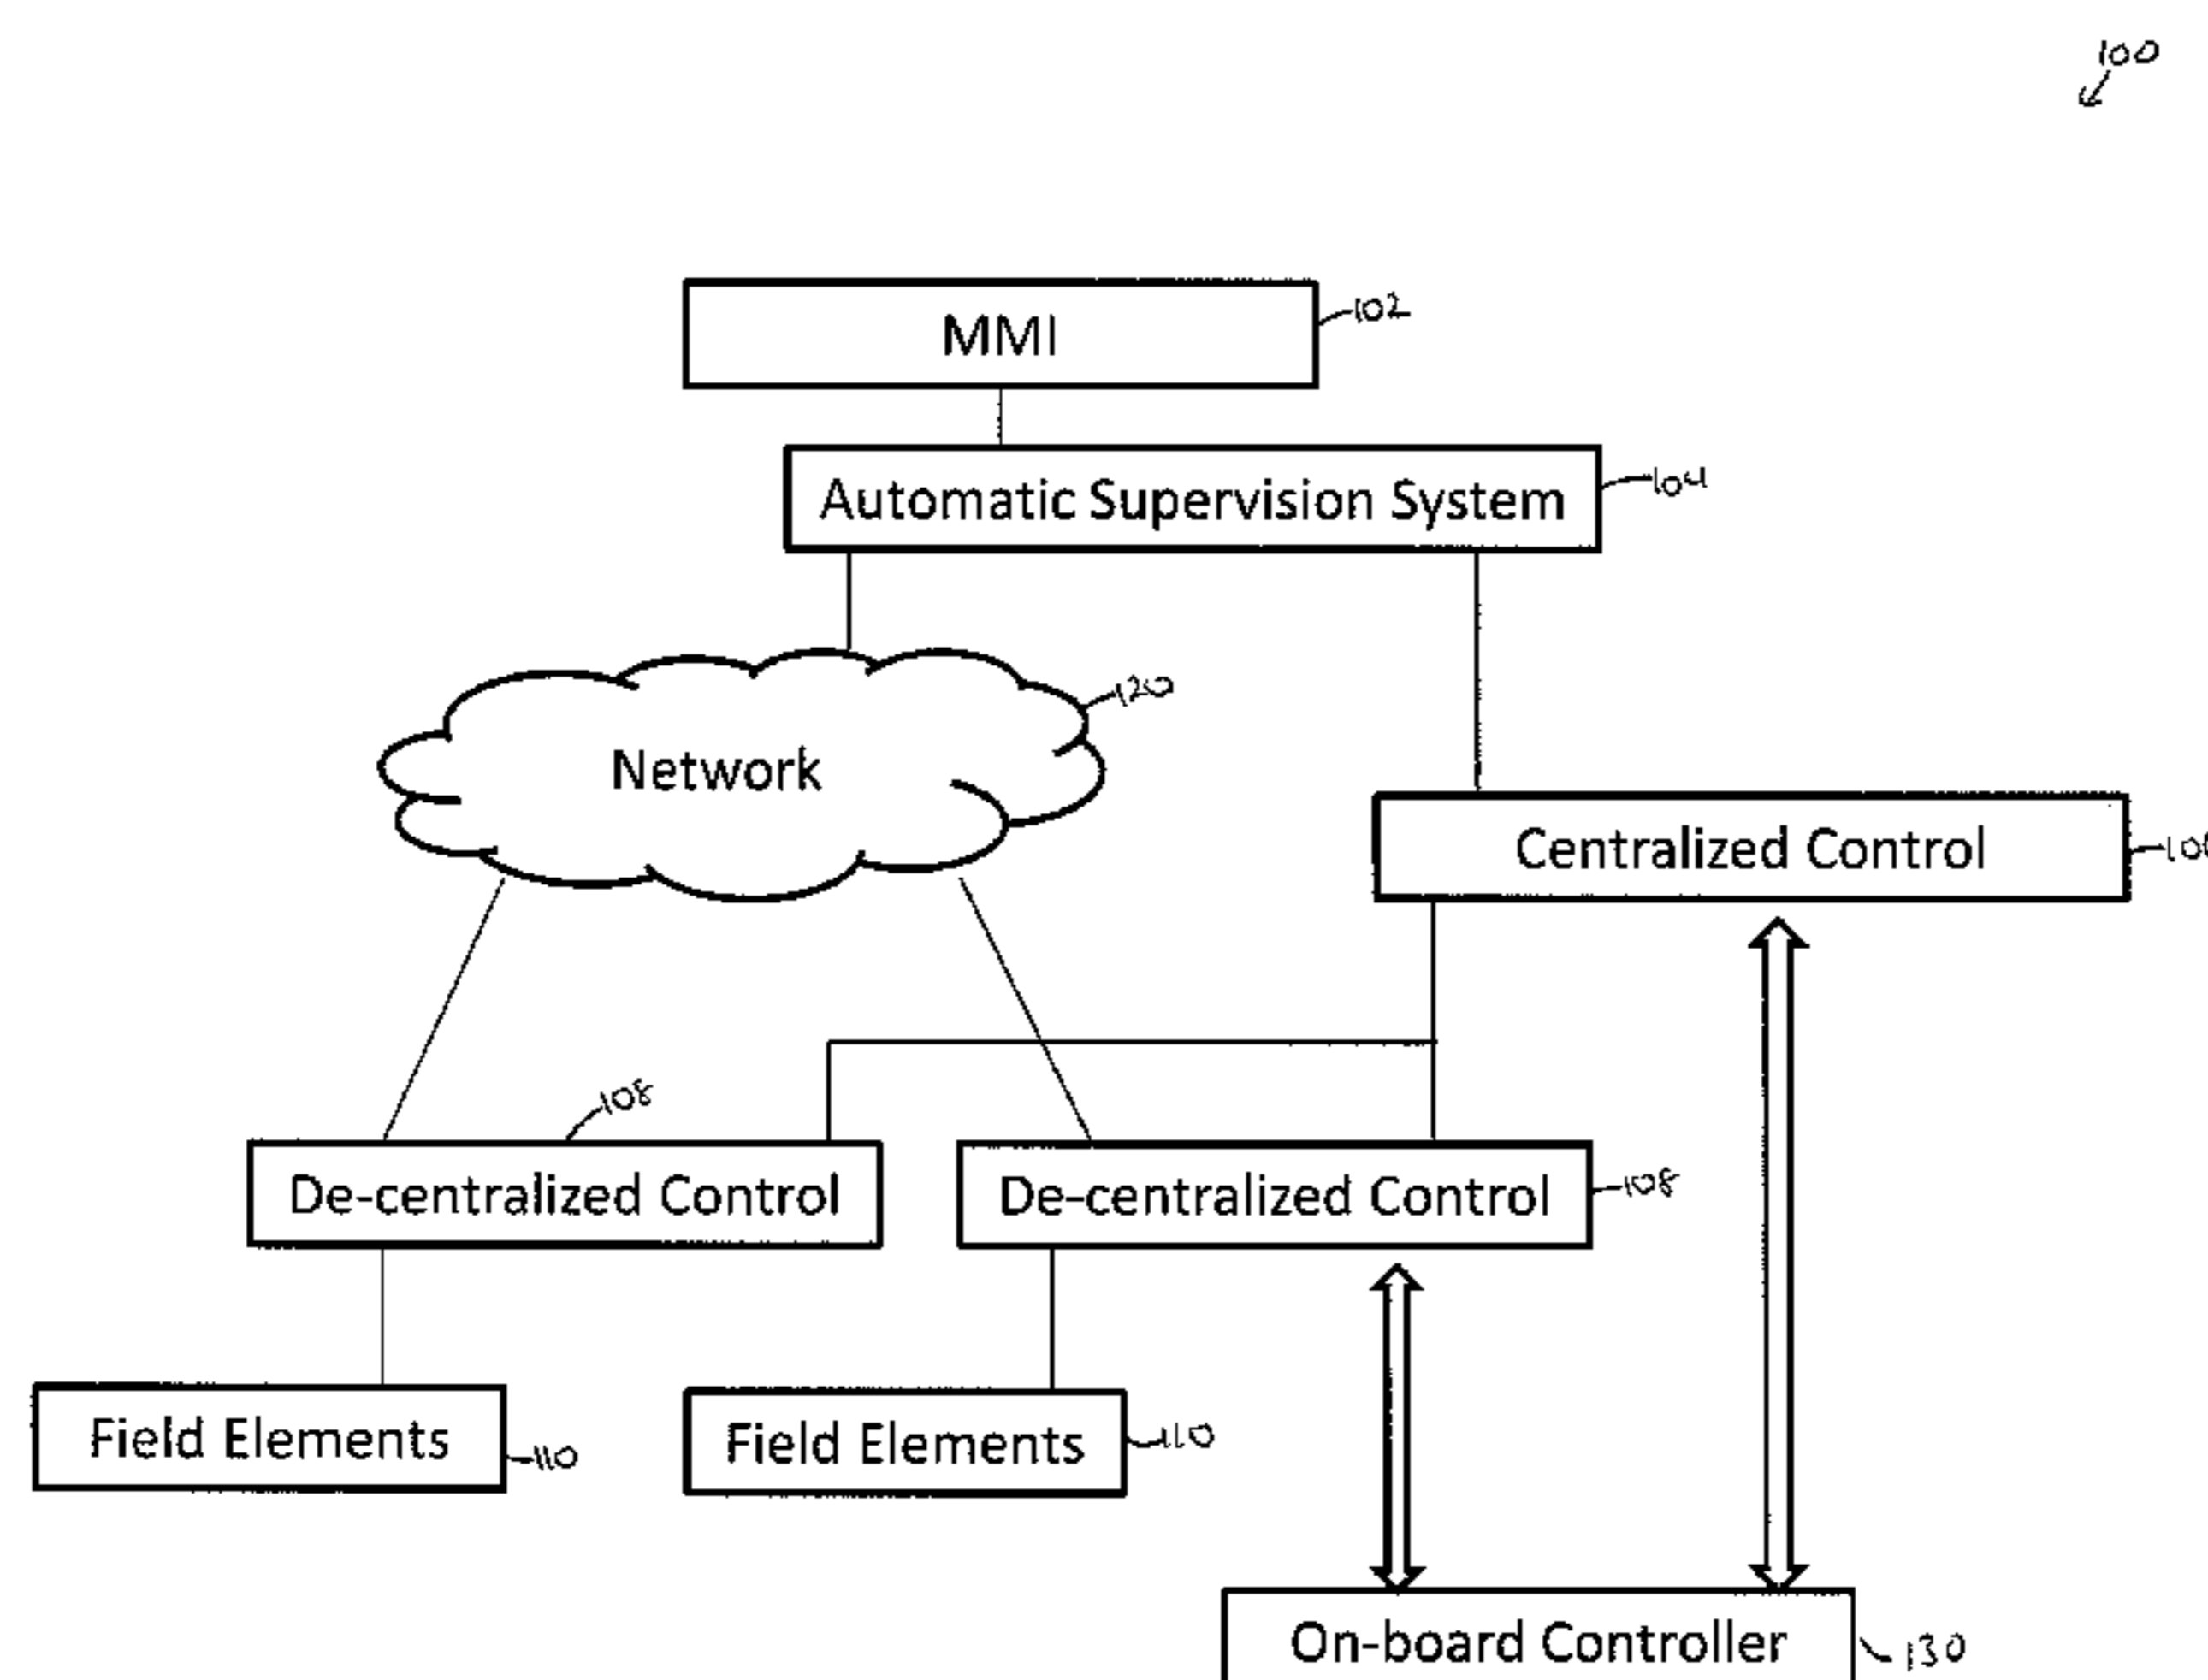 100
MMI
102
Automatic Supervision System
104
120
Network
Centralized Control
108
De-centralized Control
De-centralized Control
108
Field Elements
110
Field Elements
110
On-board Controller
130